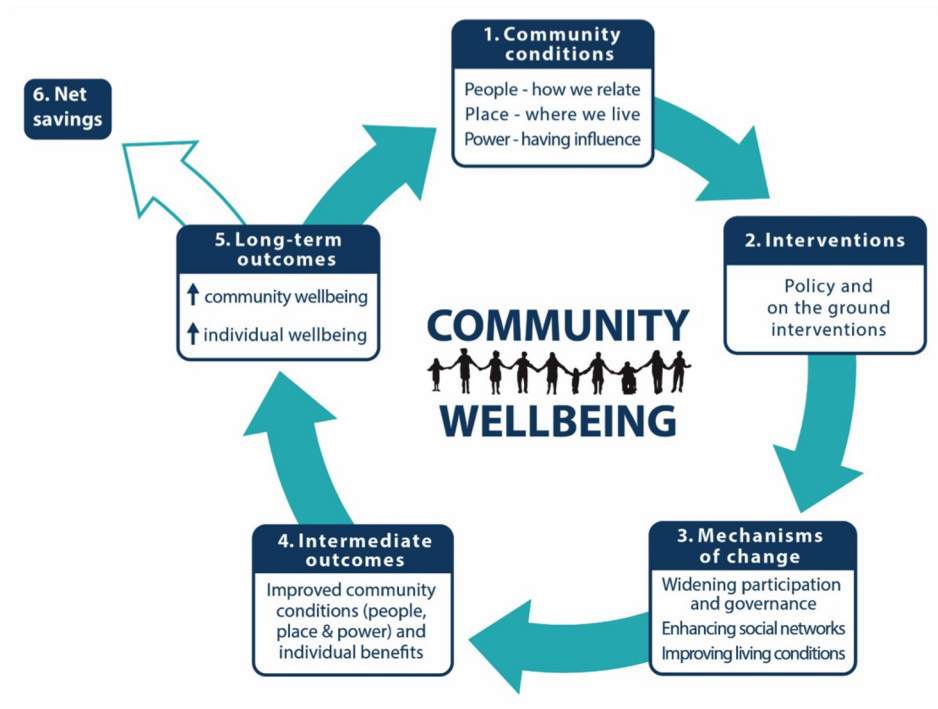 1. Community
conditions
People - how we relate
Place - where we live
Power - having influence
2. Interventions
Policy and
on the ground
interventions
3. Mechanisms
of change
Widening participation
and governance
Enhancing social networks
Improving living conditions
4. Intermediate
outcomes
Improved community
conditions (people,
place & power) and
individual benefits
5. Long-term
outcomes
community wellbeing
individual wellbeing
6. Net
savings
COMMUNITY
WELLBEING